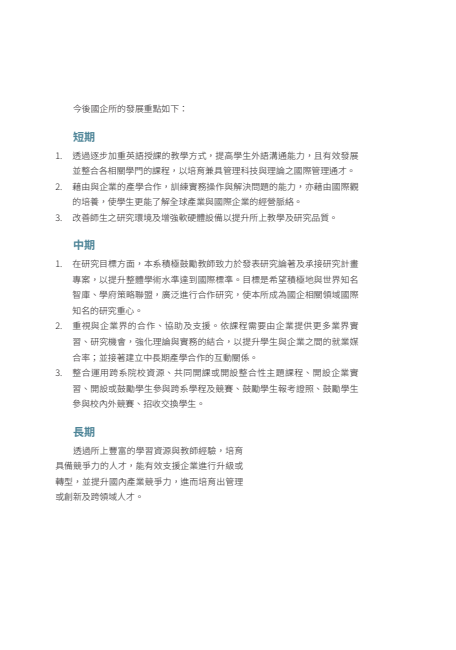 今後國企所的發展重點如下：
短期
1. 透過逐步加重英語授課的教學方式，提高學生外語溝通能力，且有效發展
並整合各相關學門的課程，以培育兼具管理科技與理論之國際管理通才。
2. 藉由與企業的產學合作，訓練實務操作與解決問題的能力，亦藉由國際觀
的培養，使學生更能了解全球產業與國際企業的經營脈絡。
3. 改善師生之研究環境及增強軟硬體設備以提升所上教學及研究品質。
中期
1. 在研究目標方面，本系積極鼓勵教師致力於發表研究論著及承接研究計畫
專案，以提升整體學術水準達到國際標準。目標是希望積極地與世界知名
智庫、學府策略聯盟，廣泛進行合作研究，使本所成為國企相關領域國際
知名的研究重心。
2. 重視與企業界的合作、協助及支援。依課程需要由企業提供更多業界實
習、研究機會，強化理論與實務的結合，以提升學生與企業之間的就業媒
合率；並接著建立中長期產學合作的互動關係。
3. 整合運用跨系院校資源、共同開課或開設整合性主題課程、開設企業實
習、開設或鼓勵學生參與跨系學程及競賽、鼓勵學生報考證照、鼓勵學生
參與校內外競賽、招收交換學生。
長期
透過所上豐富的學習資源與教師經驗，培育
具備競爭力的人才，能有效支援企業進行升級或
轉型，並提升國內產業競爭力，進而培育出管理
或創新及跨領域人才。